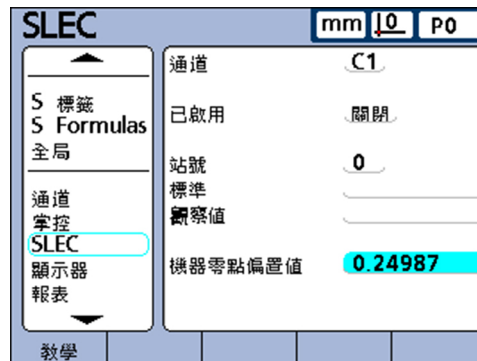 SLEC
mm 0 P0
S 標籤
S Formulas
全局
通道
掌控
SLEC
顯示器
報表
通道 C1
已啟用 關閉
站號 0
標準
觀察值
機器零點偏置值 0.24987
教學